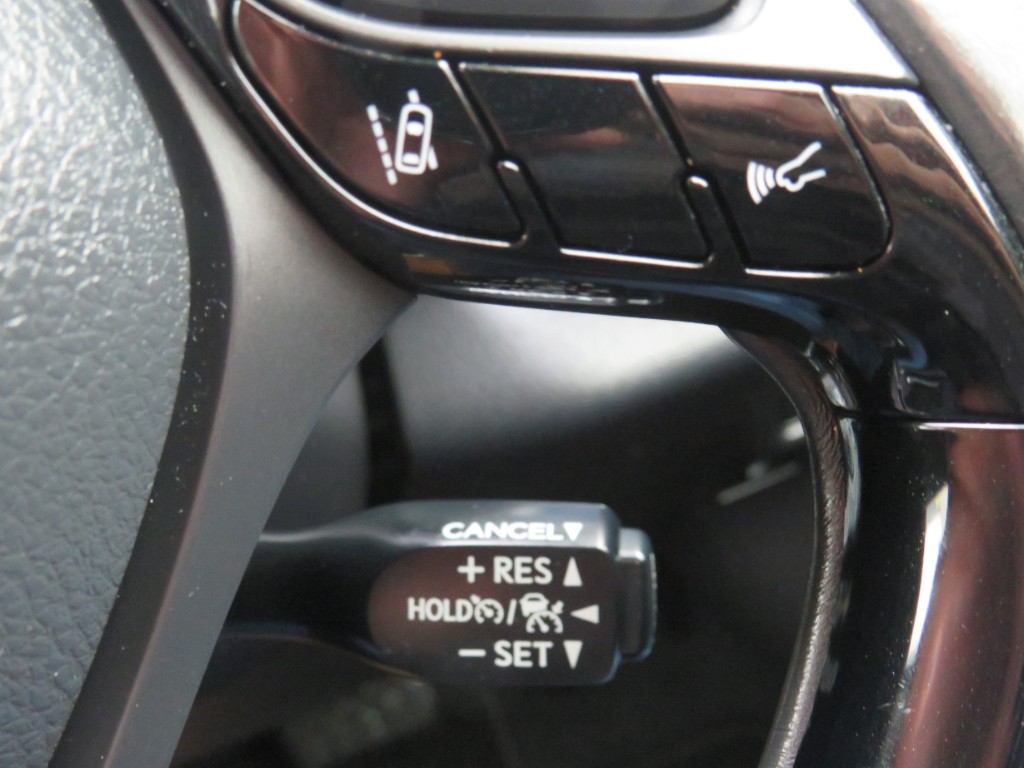 CANCEL▼
+ RES ▲
HOLD / ◀
− SET ▼